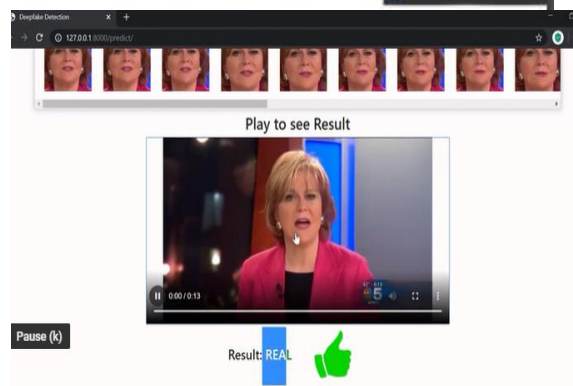 Deepfake Detection
127.0.0.1:8000/predict/
Play to see Result
5
0:00 / 0:13
Pause (k)
Result: REAL